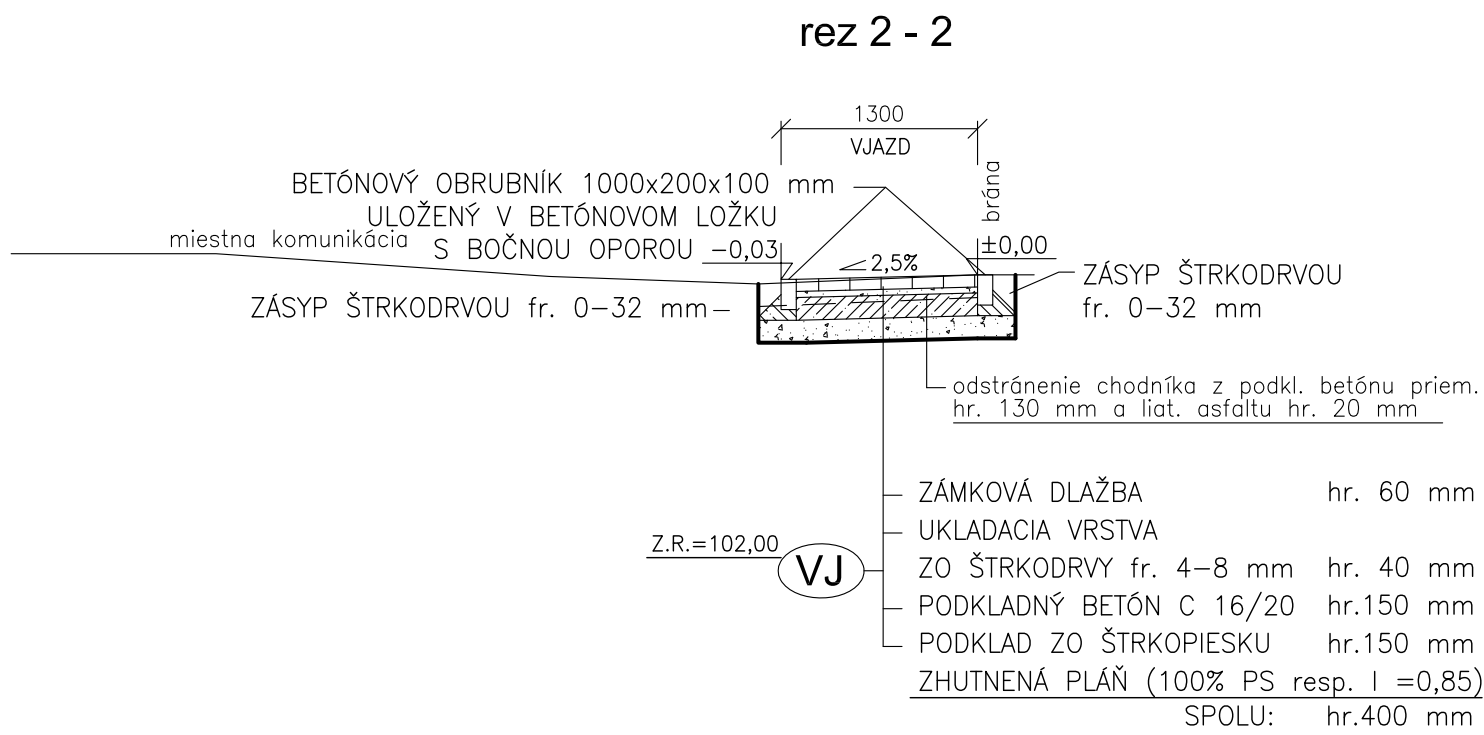 rez 2 - 2
1300
VJAZD
brána
BETÓNOVÝ OBRUBNÍK 1000x200x100 mm
ULOŽENÝ V BETÓNOVOM LOŽKU
S BOČNOU OPOROU
miestna komunikácia
-0,03
2,5%
±0,00
ZÁSYP ŠTRKODRVOU fr. 0-32 mm
ZÁSYP ŠTRKODRVOU
fr. 0-32 mm
odstránenie chodníka z podkl. betónu priem.
hr. 130 mm a liat. asfaltu hr. 20 mm
Z.R.=102,00
VJ
ZÁMKOVÁ DLAŽBA hr. 60 mm
UKLADACIA VRSTVA
ZO ŠTRKODRVY fr. 4-8 mm hr. 40 mm
PODKLADNÝ BETÓN C 16/20 hr.150 mm
PODKLAD ZO ŠTRKOPIESKU hr.150 mm
ZHUTNENÁ PLÁŇ (100% PS resp. I =0,85)
SPOLU: hr.400 mm